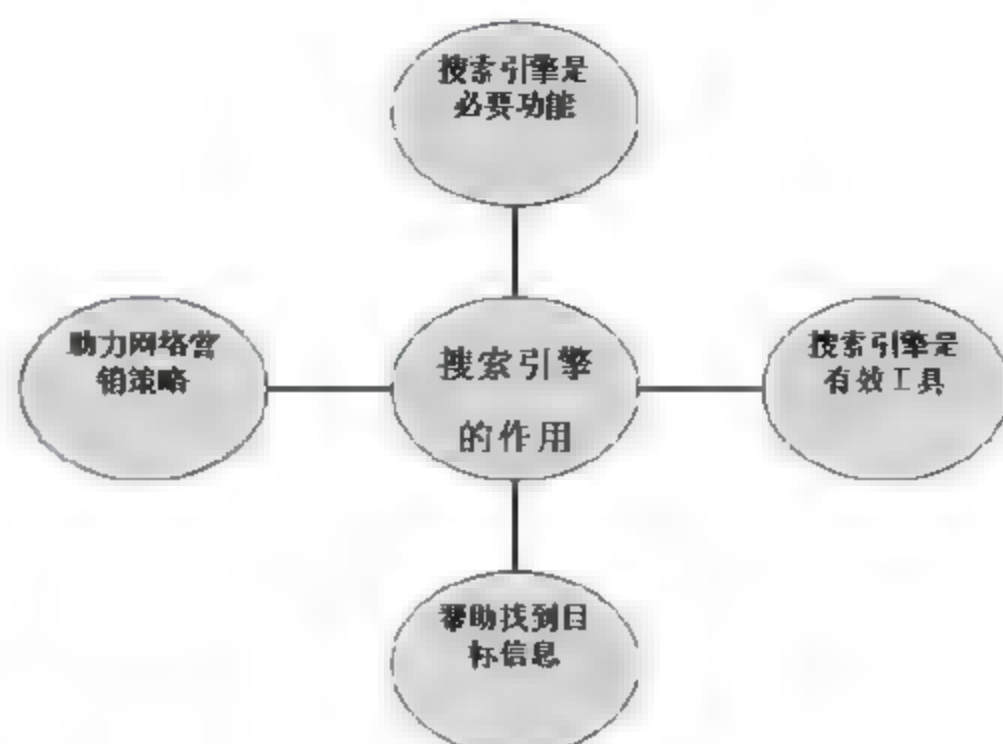 搜索引擎是
必要功能
助力网络营
销策略
搜索引擎
的作用
搜索引擎是
有效工具
帮助找到目
标信息